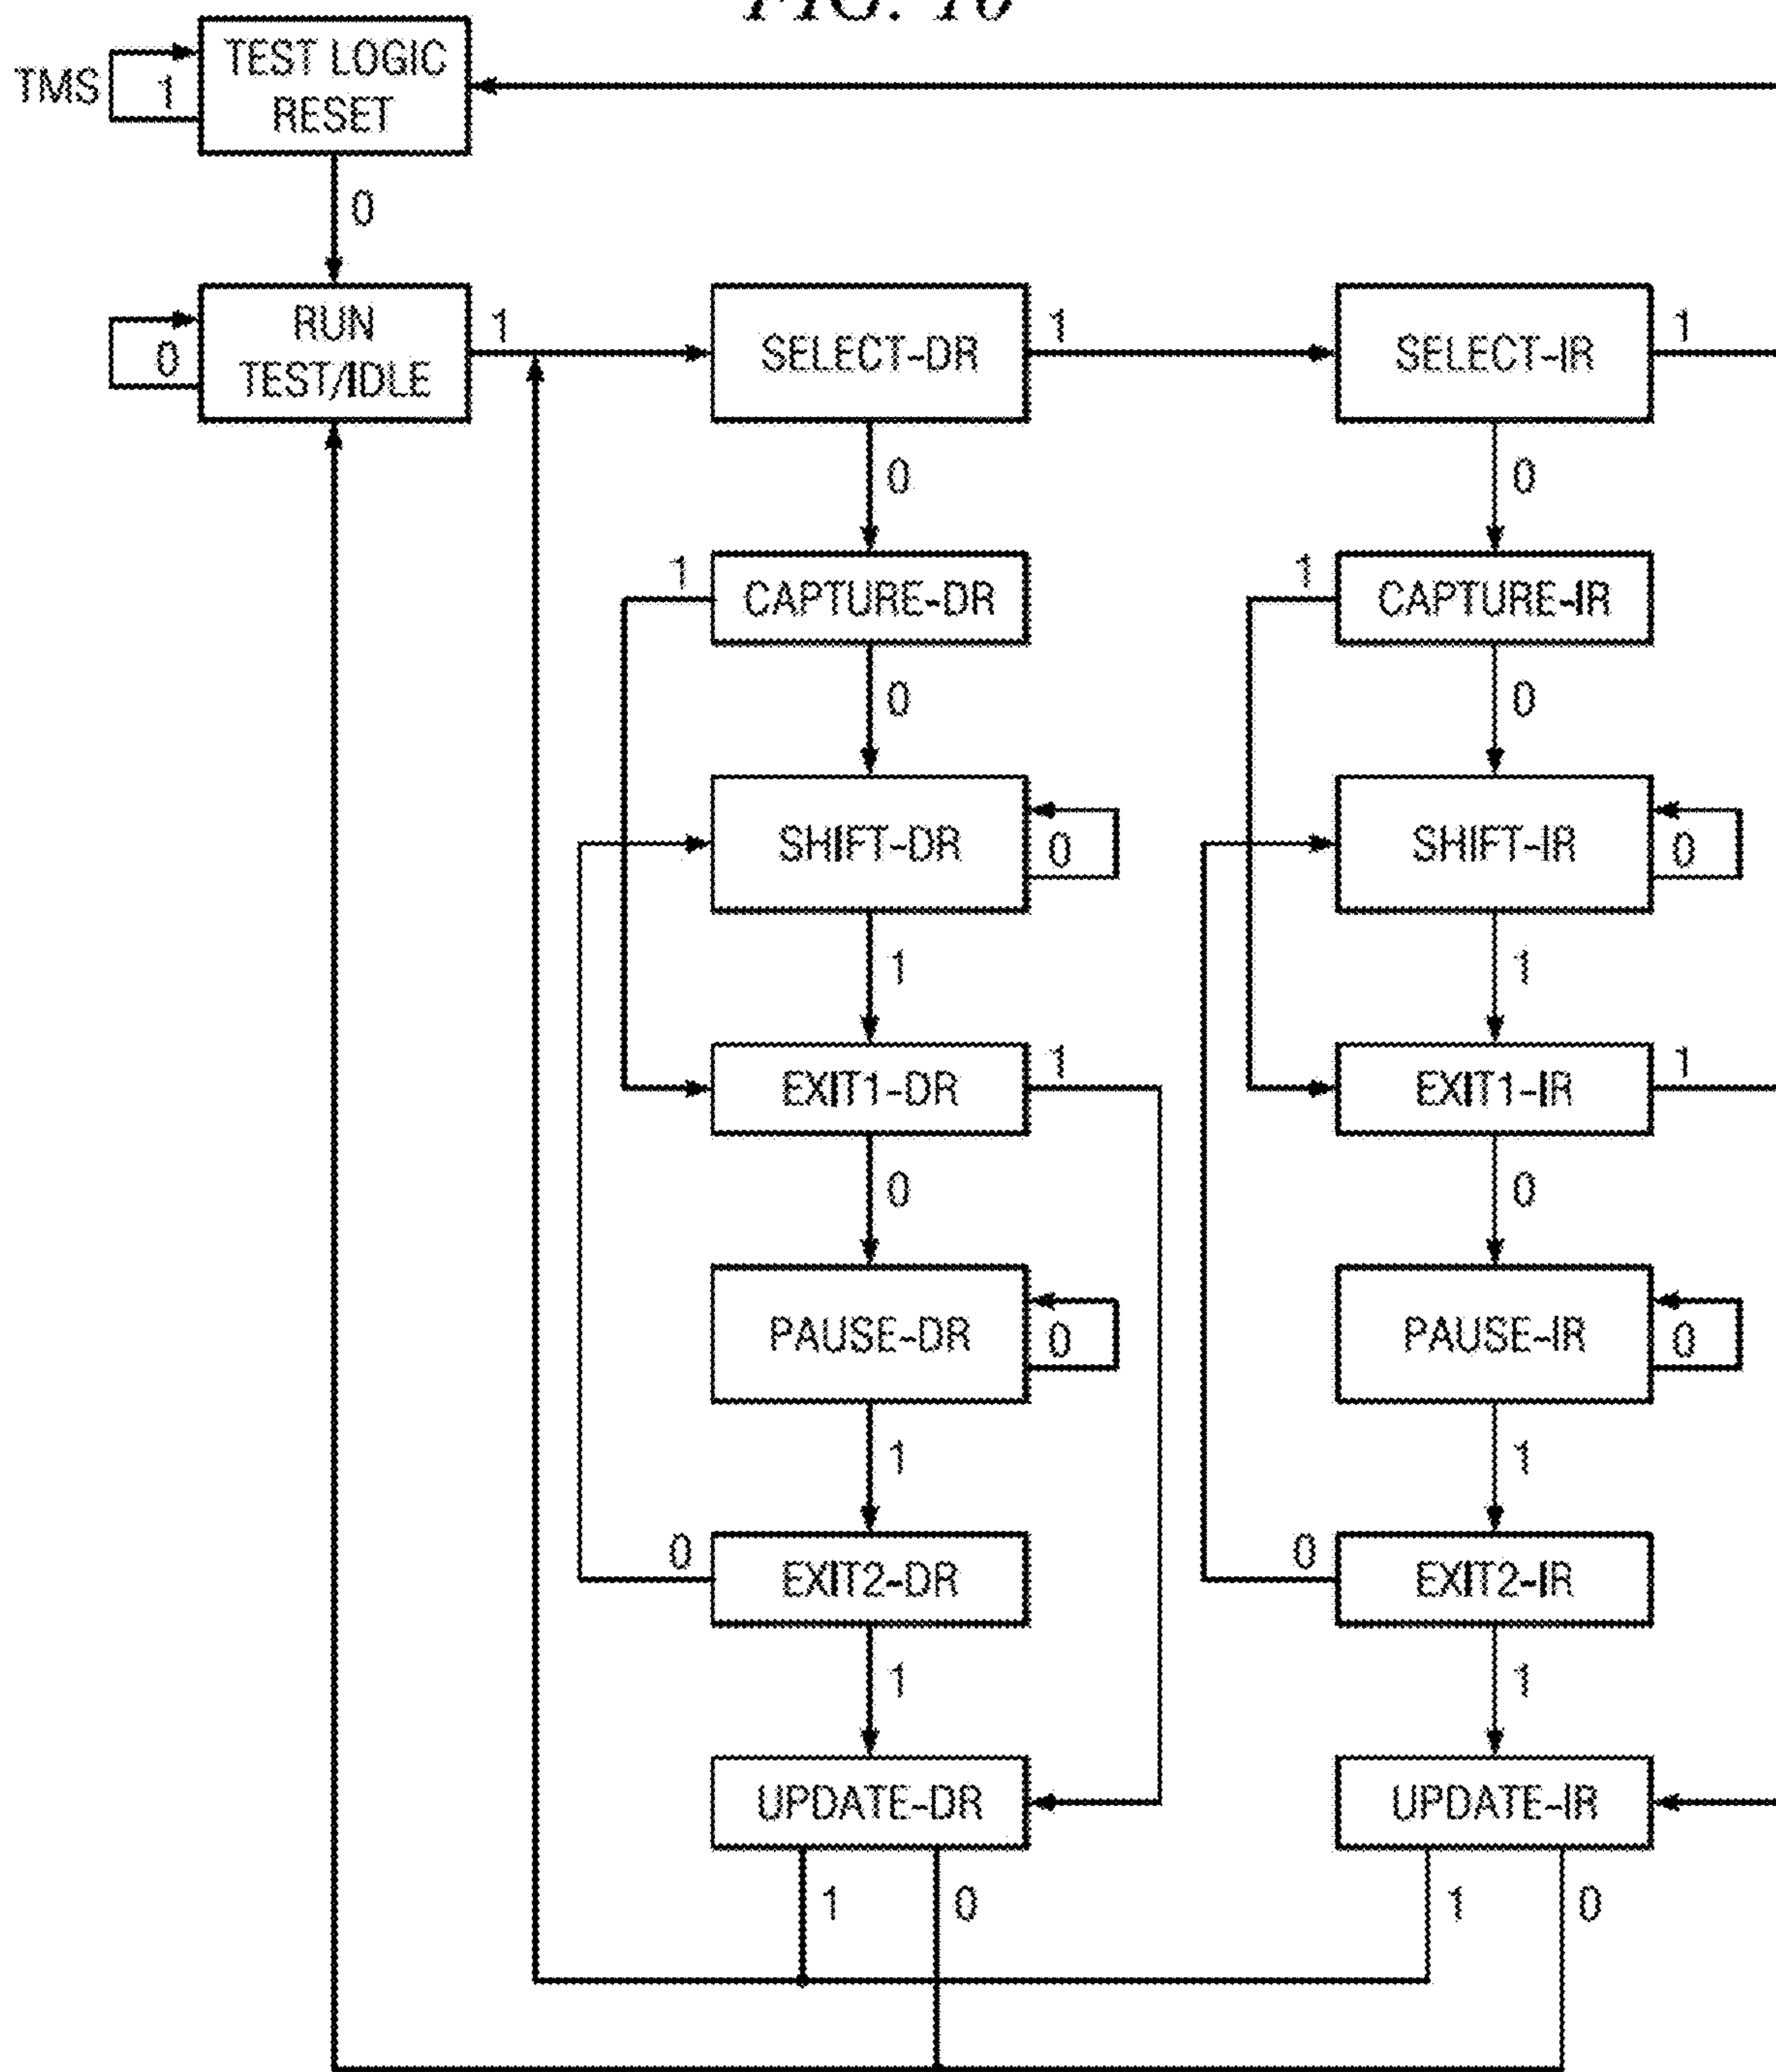 FIG. 10
TMS
1
TEST LOGIC
RESET
0
RUN
TEST/IDLE
0
1
SELECT-DR
1
SELECT-IR
1
0
0
1
CAPTURE-DR
1
CAPTURE-IR
0
0
SHIFT-DR
0
SHIFT-IR
0
1
1
EXIT1-DR
1
EXIT1-IR
1
0
0
PAUSE-DR
0
PAUSE-IR
0
1
1
0
EXIT2-DR
0
EXIT2-IR
1
1
UPDATE-DR
UPDATE-IR
1
0
1
0